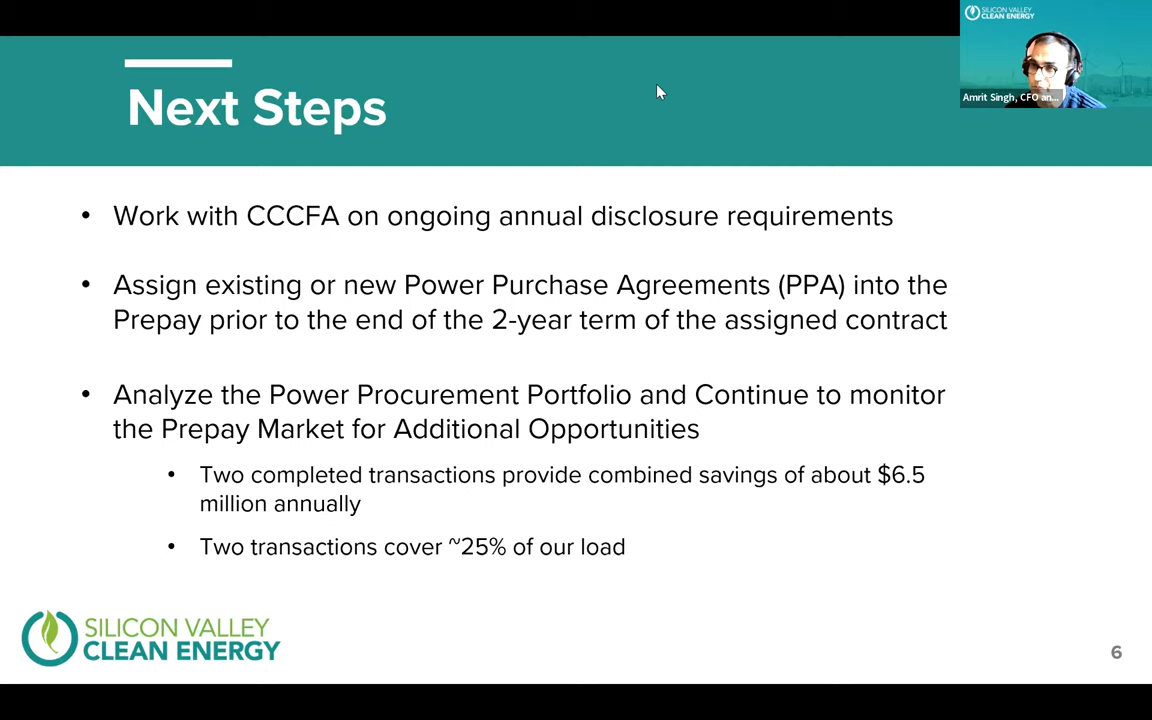 SILICON VALLEY
CLEAN ENERGY
Amrit Singh, CFO an...
Next Steps
• Work with CCCFA on ongoing annual disclosure requirements
• Assign existing or new Power Purchase Agreements (PPA) into the
Prepay prior to the end of the 2-year term of the assigned contract
• Analyze the Power Procurement Portfolio and Continue to monitor
the Prepay Market for Additional Opportunities
• Two completed transactions provide combined savings of about $6.5
million annually
• Two transactions cover ~25% of our load
SILICON VALLEY
CLEAN ENERGY
6